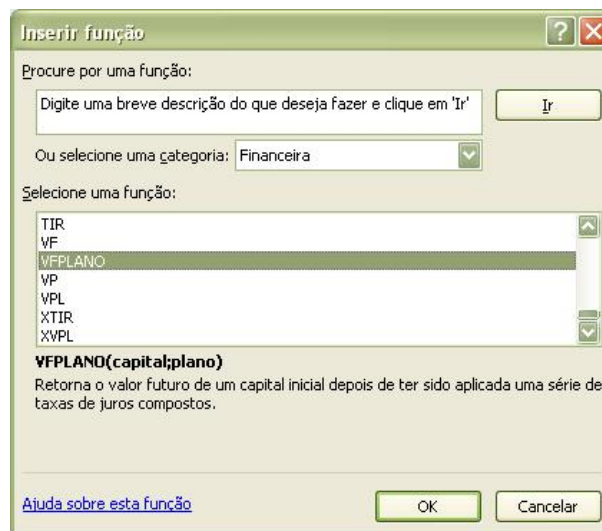 Inserir função
Procure por uma função:
Digite uma breve descrição do que deseja fazer e clique em 'Ir'
Ir
Ou selecione uma categoria: Financeira
Selecione uma função:
TIR
VF
VFPLANO
VP
VPL
XTIR
XVPL
VFPLANO(capital;plano)
Retorna o valor futuro de um capital inicial depois de ter sido aplicada uma série de
taxas de juros compostos.
Ajuda sobre esta função
OK
Cancelar